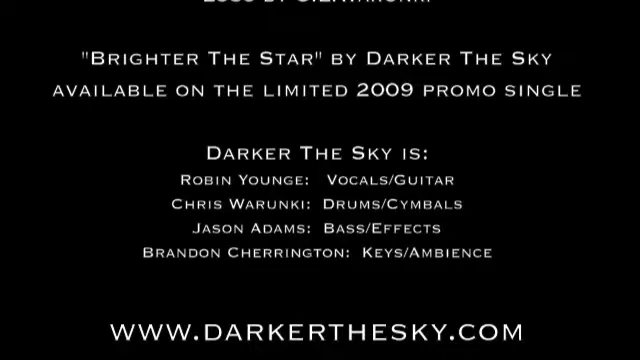 "Brighter The Star" by Darker The Sky
available on the limited 2009 promo single
Darker The Sky is:
Robin Younge: Vocals/Guitar
Chris Warunki: Drums/Cymbals
Jason Adams: Bass/Effects
Brandon Cherrington: Keys/Ambience
www.darkerthesky.com